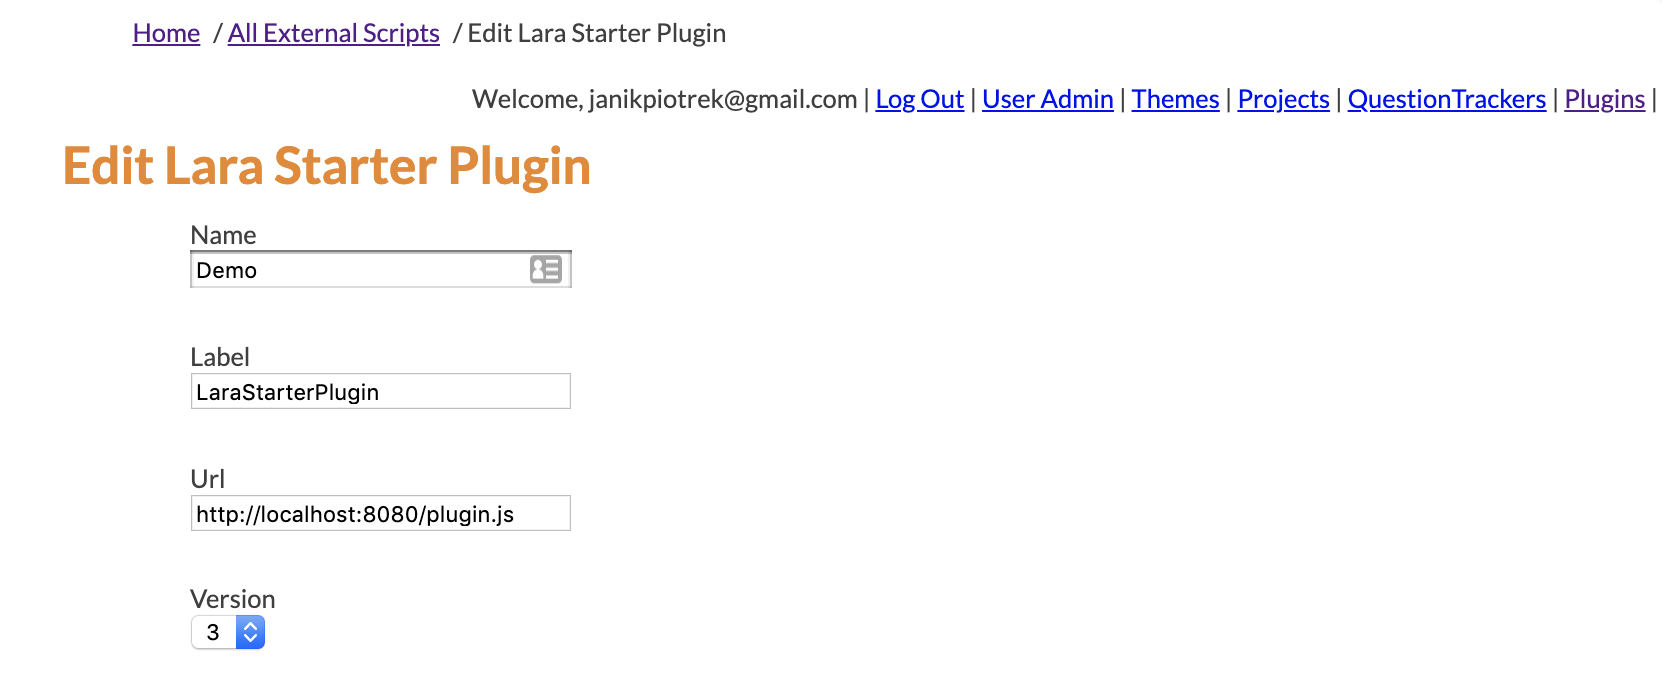 Home / All External Scripts / Edit Lara Starter Plugin
Welcome, janikpiotrek@gmail.com | Log Out | User Admin | Themes | Projects | QuestionTrackers | Plugins |
Edit Lara Starter Plugin
Name
Demo
Label
LaraStarterPlugin
Url
http://localhost:8080/plugin.js
Version
3